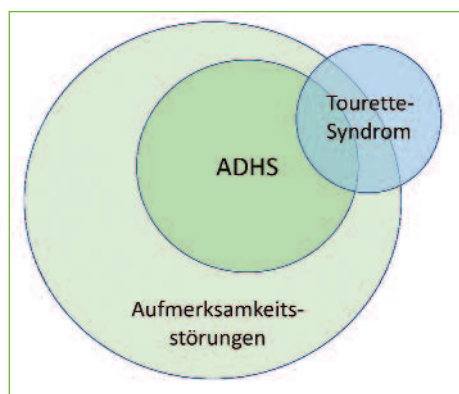 Tourette-
Syndrom
ADHS
Aufmerksamkeits-
störungen